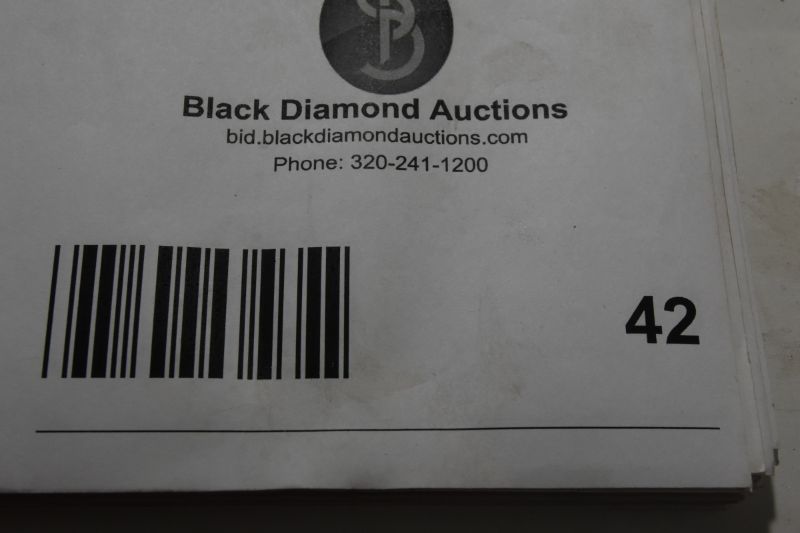 Black Diamond Auctions
bid.blackdiamondauctions.com
Phone: 320-241-1200
42